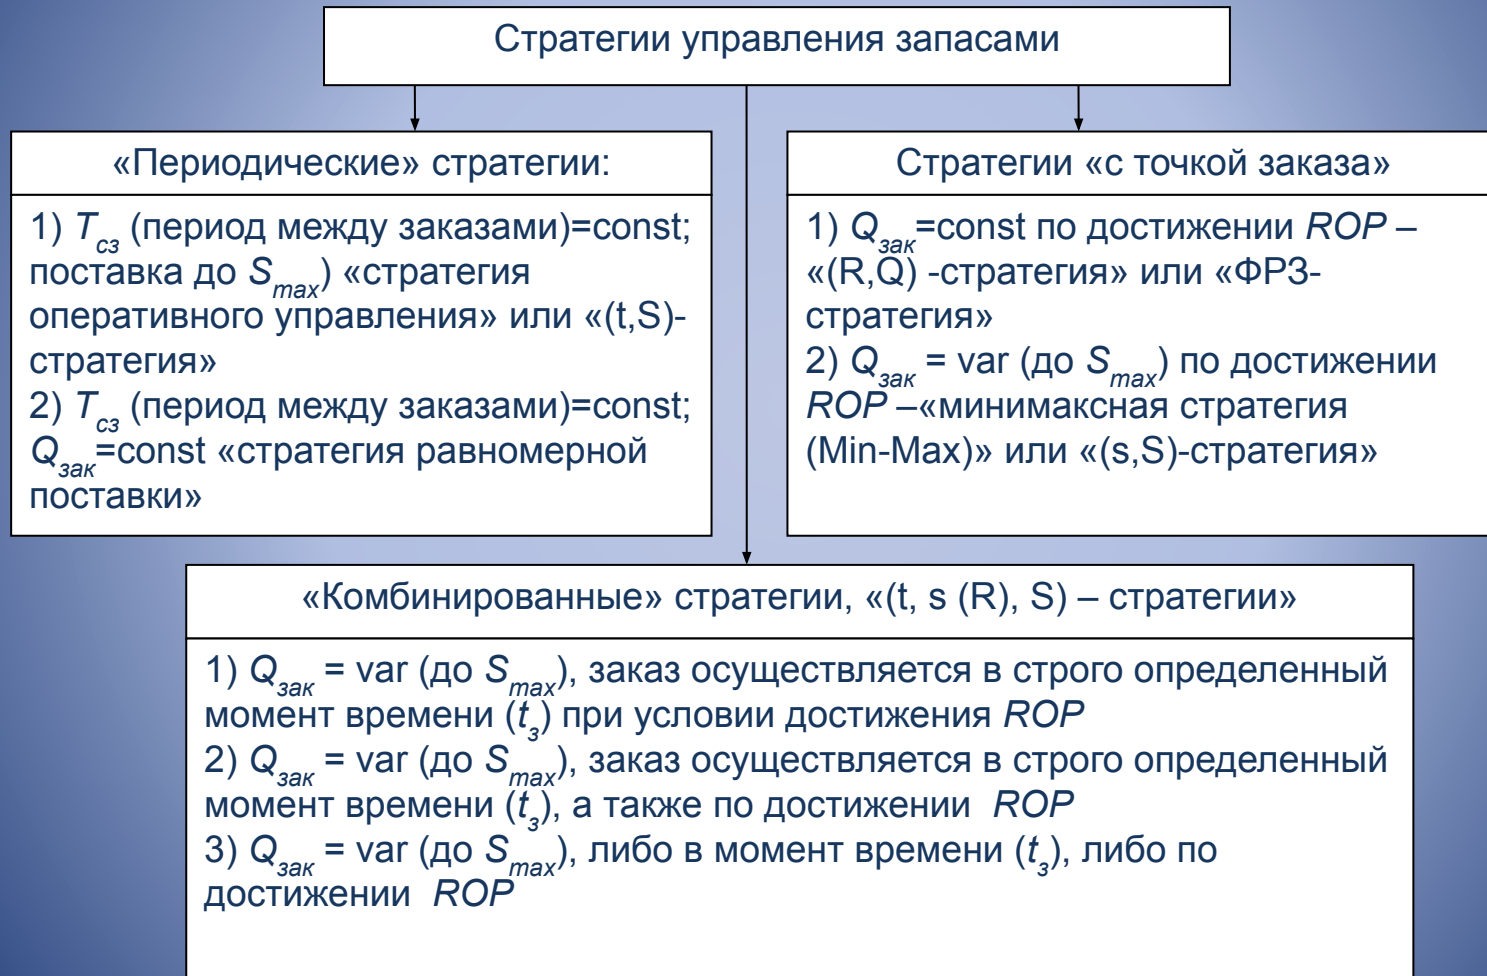 Стратегии управления запасами
«Периодические» стратегии:
1) Tсз (период между заказами)=const;
поставка до Smax) «стратегия
оперативного управления» или «(t,S)-
стратегия»
2) Tсз (период между заказами)=const;
Qзак=const «стратегия равномерной
поставки»
Стратегии «с точкой заказа»
1) Qзак=const по достижении ROP –
«(R,Q) -стратегия» или «ФРЗ-
стратегия»
2) Qзак = var (до Smax) по достижении
ROP –«минимаксная стратегия
(Min-Max)» или «(s,S)-стратегия»
«Комбинированные» стратегии, «(t, s (R), S) – стратегии»
1) Qзак = var (до Smax), заказ осуществляется в строго определенный
момент времени (tз) при условии достижения ROP
2) Qзак = var (до Smax), заказ осуществляется в строго определенный
момент времени (tз), а также по достижении ROP
3) Qзак = var (до Smax), либо в момент времени (tз), либо по
достижении ROP